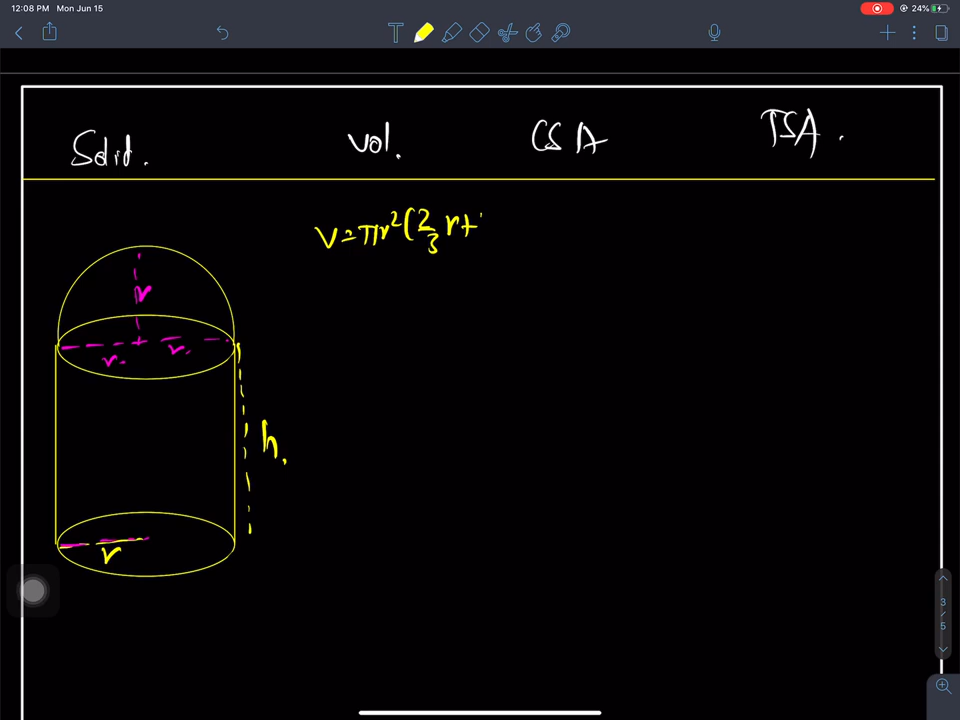 12:08 PM Mon Jun 15
24%
T
Solid.
Vol.
CSA
TSA.
V=πr²(2/3 r+
r
r.
r.
h.
r
3
/
5